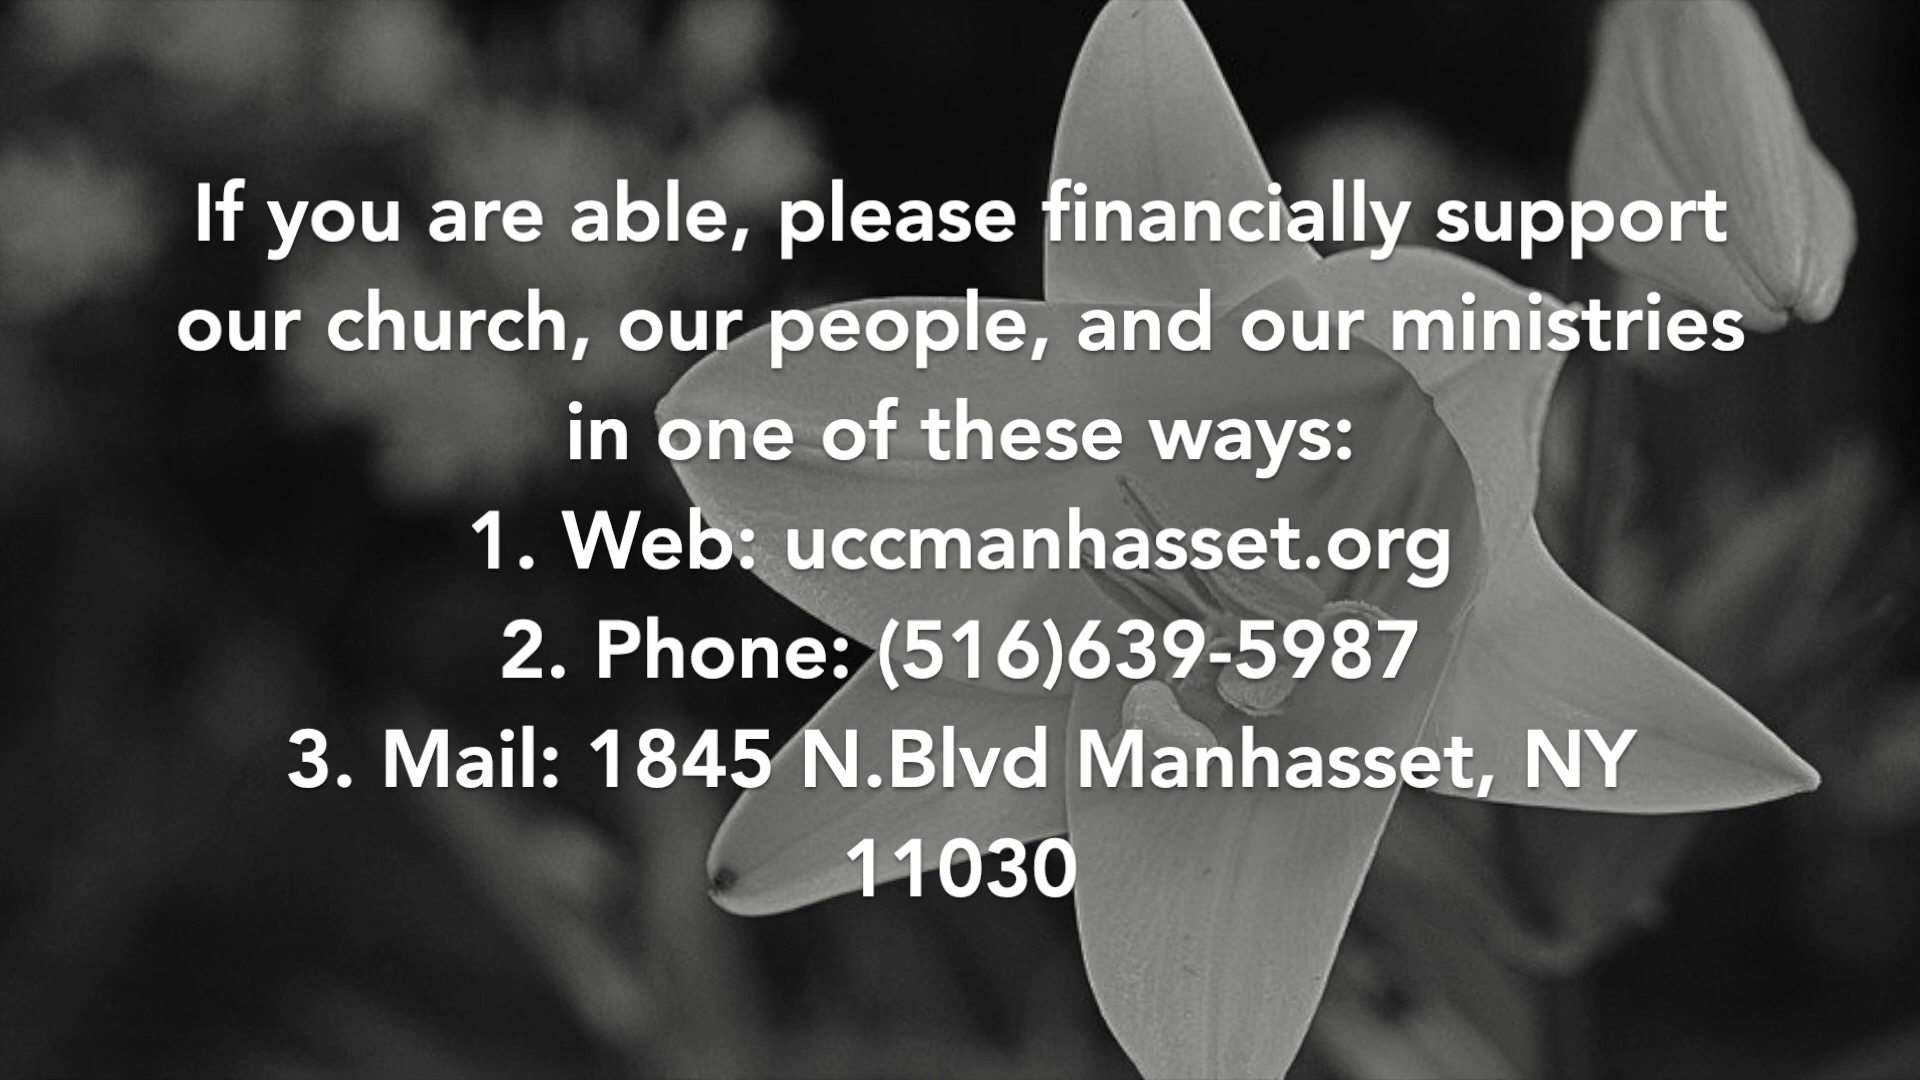 If you are able, please financially support
our church, our people, and our ministries
in one of these ways:
1. Web: uccmanhasset.org
2. Phone: (516)639-5987
3. Mail: 1845 N.Blvd Manhasset, NY
11030